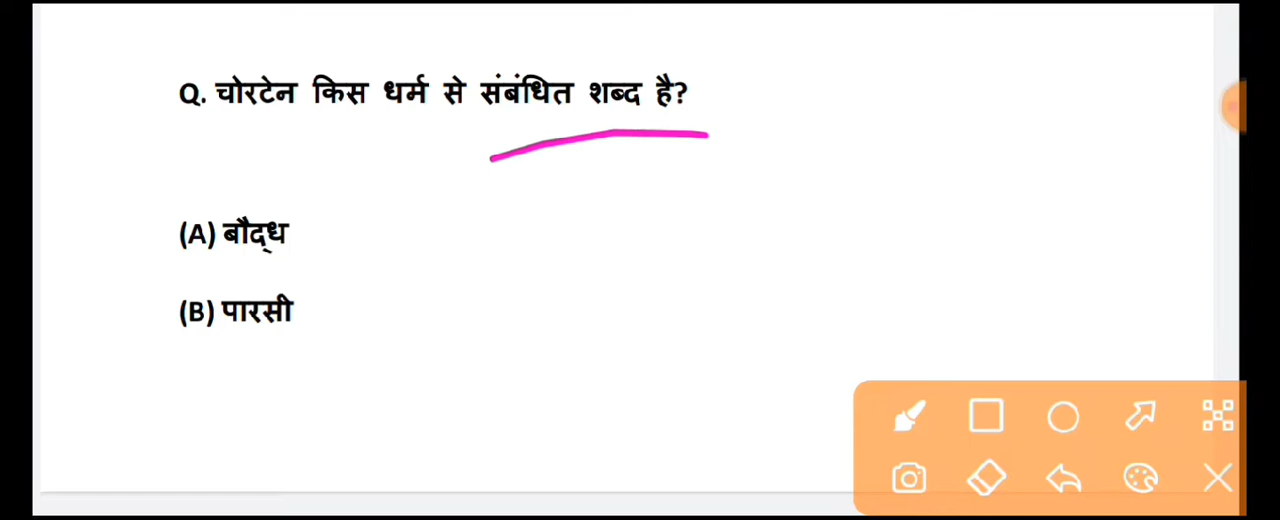 Q. चोरटेन किस धर्म से संबंधित शब्द है?
(A) बौद्ध
(B) पारसी